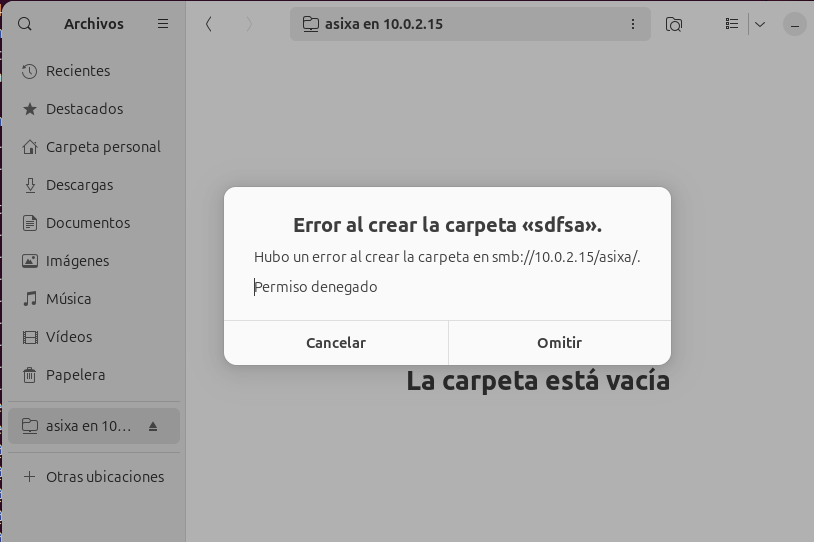 Archivos
asixa en 10.0.2.15
Recientes
Destacados
Carpeta personal
Descargas
Documentos
Imágenes
Música
Vídeos
Papelera
asixa en 10...
Otras ubicaciones
Error al crear la carpeta «sdfsa».
Hubo un error al crear la carpeta en smb://10.0.2.15/asixa/.
Permiso denegado
Cancelar
Omitir
La carpeta está vacía